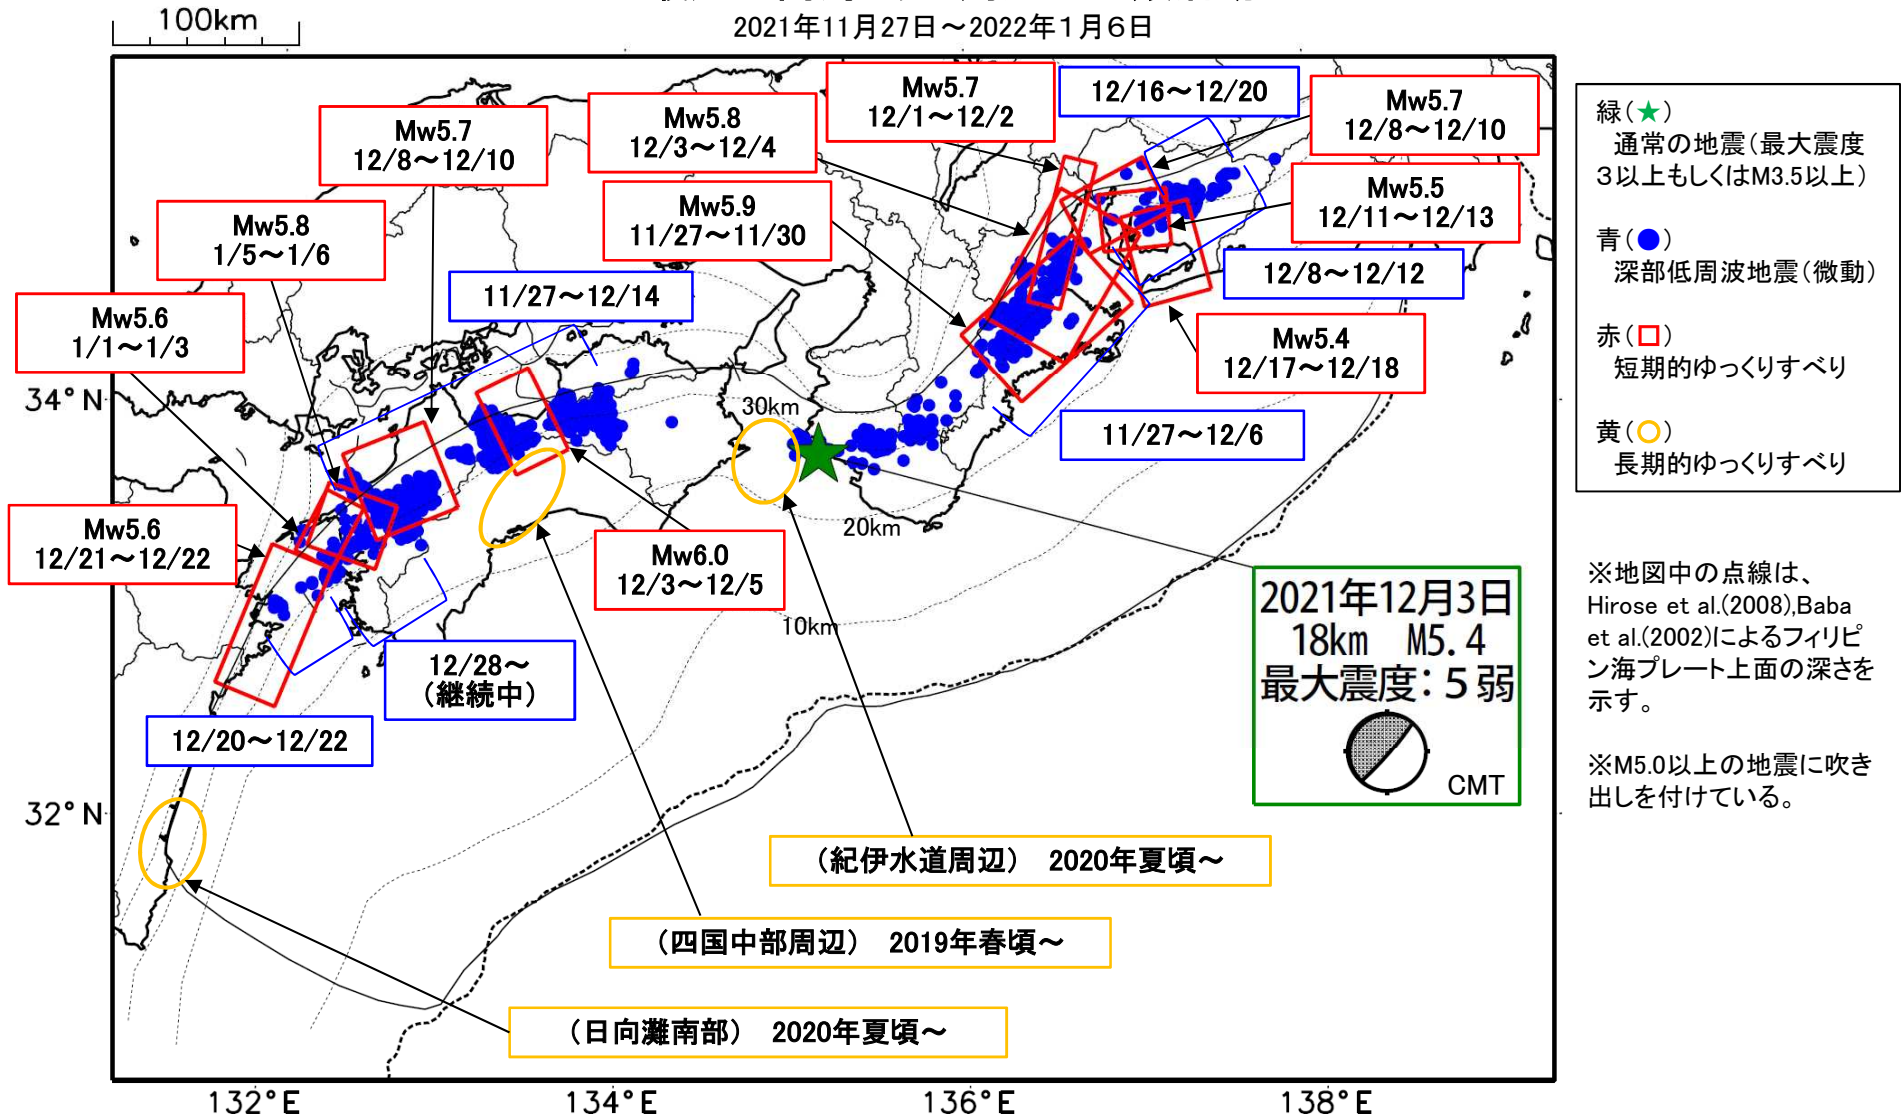 2021年11月27日～2022年1月6日
100km
Mw5.7
12/1～12/2
12/16～12/20
Mw5.7
12/8～12/10
Mw5.8
12/3～12/4
Mw5.7
12/8～12/10
Mw5.5
12/11～12/13
Mw5.9
11/27～11/30
Mw5.8
1/5～1/6
12/8～12/12
11/27～12/14
Mw5.6
1/1～1/3
Mw5.4
12/17～12/18
34°N
30km
11/27～12/6
20km
Mw5.6
12/21～12/22
Mw6.0
12/3～12/5
10km
2021年12月3日
18km M5.4
最大震度：５弱
CMT
12/28～
（継続中）
12/20～12/22
32°N
（紀伊水道周辺） 2020年夏頃～
（四国中部周辺） 2019年春頃～
（日向灘南部） 2020年夏頃～
132°E
134°E
136°E
138°E
緑（★）
通常の地震（最大震度
３以上もしくはM3.5以上）
青（●）
深部低周波地震（微動）
赤（□）
短期的ゆっくりすべり
黄（○）
長期的ゆっくりすべり
※地図中の点線は、
Hirose et al.(2008),Baba
et al.(2002)によるフィリピ
ン海プレート上面の深さを
示す。
※M5.0以上の地震に吹き
出しを付けている。